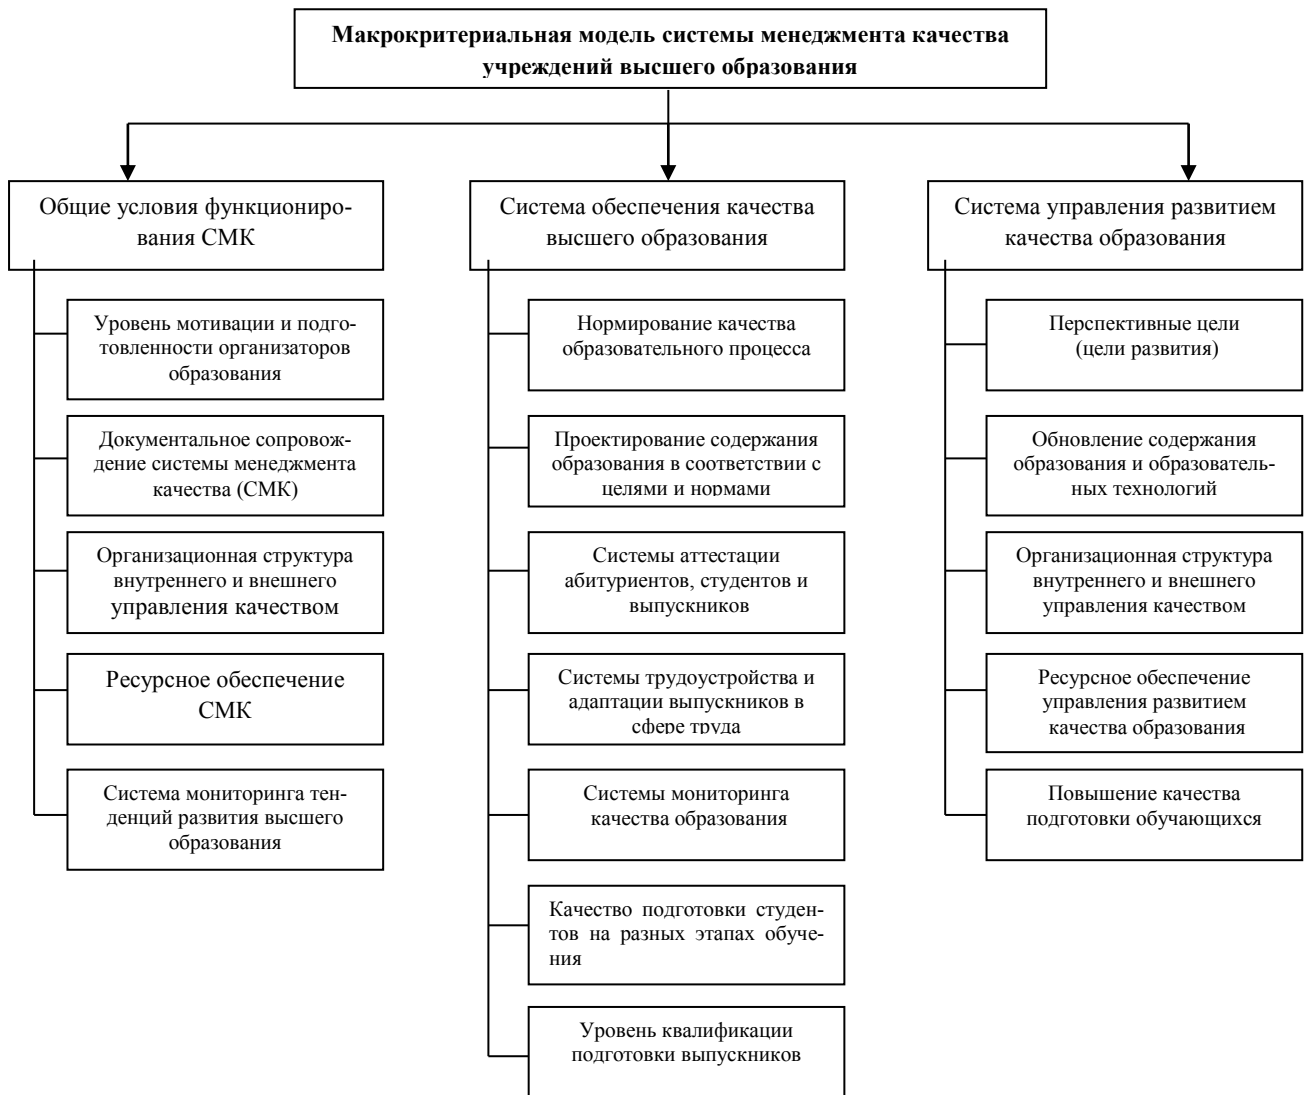 Макрокритериальная модель системы менеджмента качества
учреждений высшего образования
Общие условия функциониро-
вания СМК
Уровень мотивации и подго-
товленности организаторов
образования
Документальное сопровож-
дение системы менеджмента
качества (СМК)
Организационная структура
внутреннего и внешнего
управления качеством
Ресурсное обеспечение
СМК
Система мониторинга тен-
денций развития высшего
образования
Система обеспечения качества
высшего образования
Нормирование качества
образовательного процесса
Проектирование содержания
образования в соответствии с
целями и нормами
Системы аттестации
абитуриентов, студентов и
выпускников
Системы трудоустройства и
адаптации выпускников в
сфере труда
Системы мониторинга
качества образования
Качество подготовки студен-
тов на разных этапах обуче-
ния
Уровень квалификации
подготовки выпускников
Система управления развитием
качества образования
Перспективные цели
(цели развития)
Обновление содержания
образования и образователь-
ных технологий
Организационная структура
внутреннего и внешнего
управления качеством
Ресурсное обеспечение
управления развитием
качества образования
Повышение качества
подготовки обучающихся